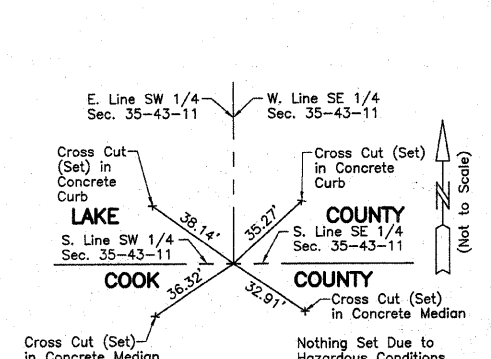 E. Line SW 1/4
Sec. 35-43-11
W. Line SE 1/4
Sec. 35-43-11
Cross Cut
(Set) in
Concrete
Curb
Cross Cut (Set)
in Concrete
Curb
N
(Not to Scale)
38.14'
35.27'
LAKE
COUNTY
S. Line SW 1/4
Sec. 35-43-11
S. Line SE 1/4
Sec. 35-43-11
COOK
COUNTY
36.32'
32.91'
Cross Cut (Set)
in Concrete Median
Cross Cut (Set)
in Concrete Median
Nothing Set Due to
Hazardous Conditions